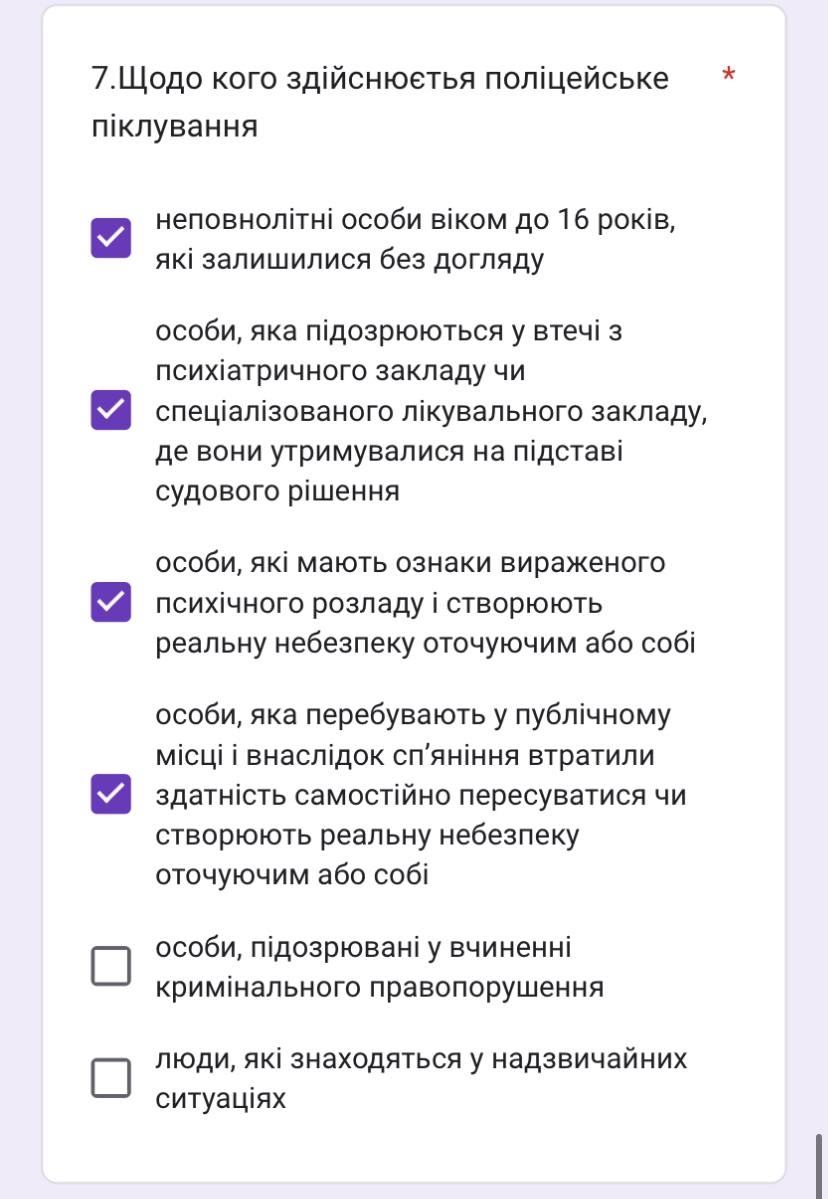 7.Щодо кого здійснюєтья поліцейське *
піклування
неповнолітні особи віком до 16 років,
які залишилися без догляду
особи, яка підозрюються у втечі з
психіатричного закладу чи
спеціалізованого лікувального закладу,
де вони утримувалися на підставі
судового рішення
особи, які мають ознаки вираженого
психічного розладу і створюють
реальну небезпеку оточуючим або собі
особи, яка перебувають у публічному
місці і внаслідок сп’яніння втратили
здатність самостійно пересуватися чи
створюють реальну небезпеку
оточуючим або собі
особи, підозрювані у вчиненні
кримінального правопорушення
люди, які знаходяться у надзвичайних
ситуаціях